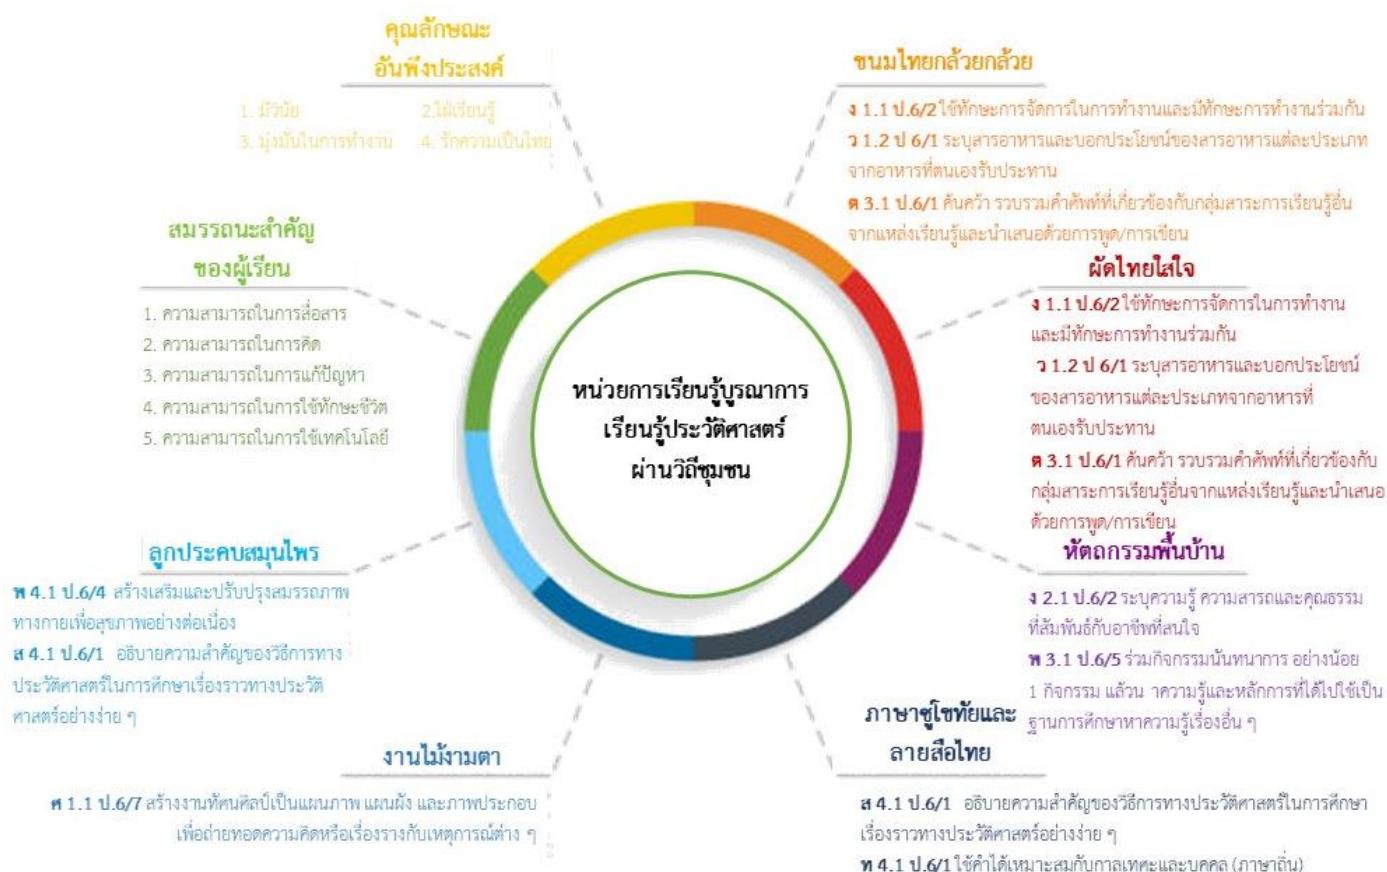 คุณลักษณะ
อันพึงประสงค์
1. มีวินัย 2.ใฝ่เรียนรู้
3. มุ่งมั่นในการทำงาน 4. รักความเป็นไทย
ขนมไทยกล้วยกล้วย
ง 1.1 ป.6/2 ใช้ทักษะการจัดการในการทำงานและมีทักษะการทำงานร่วมกัน
ว 1.2 ป 6/1 ระบุสารอาหารและบอกประโยชน์ของสารอาหารแต่ละประเภท
จากอาหารที่ตนเองรับประทาน
ต 3.1 ป.6/1 ค้นคว้า รวบรวมคำศัพท์ที่เกี่ยวข้องกับกลุ่มสาระการเรียนรู้อื่น
จากแหล่งเรียนรู้และนำเสนอด้วยการพูด/การเขียน
สมรรถนะสำคัญ
ของผู้เรียน
1. ความสามารถในการสื่อสาร
2. ความสามารถในการคิด
3. ความสามารถในการแก้ปัญหา
4. ความสามารถในการใช้ทักษะชีวิต
5. ความสามารถในการใช้เทคโนโลยี
ผัดไทยใส่ใจ
ง 1.1 ป.6/2 ใช้ทักษะการจัดการในการทำงาน
และมีทักษะการทำงานร่วมกัน
ว 1.2 ป 6/1 ระบุสารอาหารและบอกประโยชน์
ของสารอาหารแต่ละประเภทจากอาหารที่
ตนเองรับประทาน
ต 3.1 ป.6/1 ค้นคว้า รวบรวมคำศัพท์ที่เกี่ยวข้องกับ
กลุ่มสาระการเรียนรู้อื่นจากแหล่งเรียนรู้และนำเสนอ
ด้วยการพูด/การเขียน
หน่วยการเรียนรู้บูรณาการ
เรียนรู้ประวัติศาสตร์
ผ่านวิถีชุมชน
ลูกประคบสมุนไพร
พ 4.1 ป.6/4 สร้างเสริมและปรับปรุงสมรรถภาพ
ทางกายเพื่อสุขภาพอย่างต่อเนื่อง
ส 4.1 ป.6/1 อธิบายความสำคัญของวิธีการทาง
ประวัติศาสตร์ในการศึกษาเรื่องราวทางประวัติ
ศาสตร์อย่างง่าย ๆ
หัตถกรรมพื้นบ้าน
ง 2.1 ป.6/2 ระบุความรู้ ความสารถและคุณธรรม
ที่สัมพันธ์กับอาชีพที่สนใจ
พ 3.1 ป.6/5 ร่วมกิจกรรมนันทนาการ อย่างน้อย
1 กิจกรรม แล้วน าความรู้และหลักการที่ได้ไปใช้เป็น
ฐานการศึกษาหาความรู้เรื่องอื่น ๆ
งานไม้งามตา
ศ 1.1 ป.6/7 สร้างงานทัศนศิลป์เป็นแผนภาพ แผนผัง และภาพประกอบ
เพื่อถ่ายทอดความคิดหรือเรื่องรางกับเหตุการณ์ต่าง ๆ
ภาษาซูโขทัยและ
ลายสือไทย
ส 4.1 ป.6/1 อธิบายความสำคัญของวิธีการทางประวัติศาสตร์ในการศึกษา
เรื่องราวทางประวัติศาสตร์อย่างง่าย ๆ
ท 4.1 ป.6/1 ใช้คำได้เหมาะสมกับกาลเทศะและบุคคล (ภาษาถิ่น)